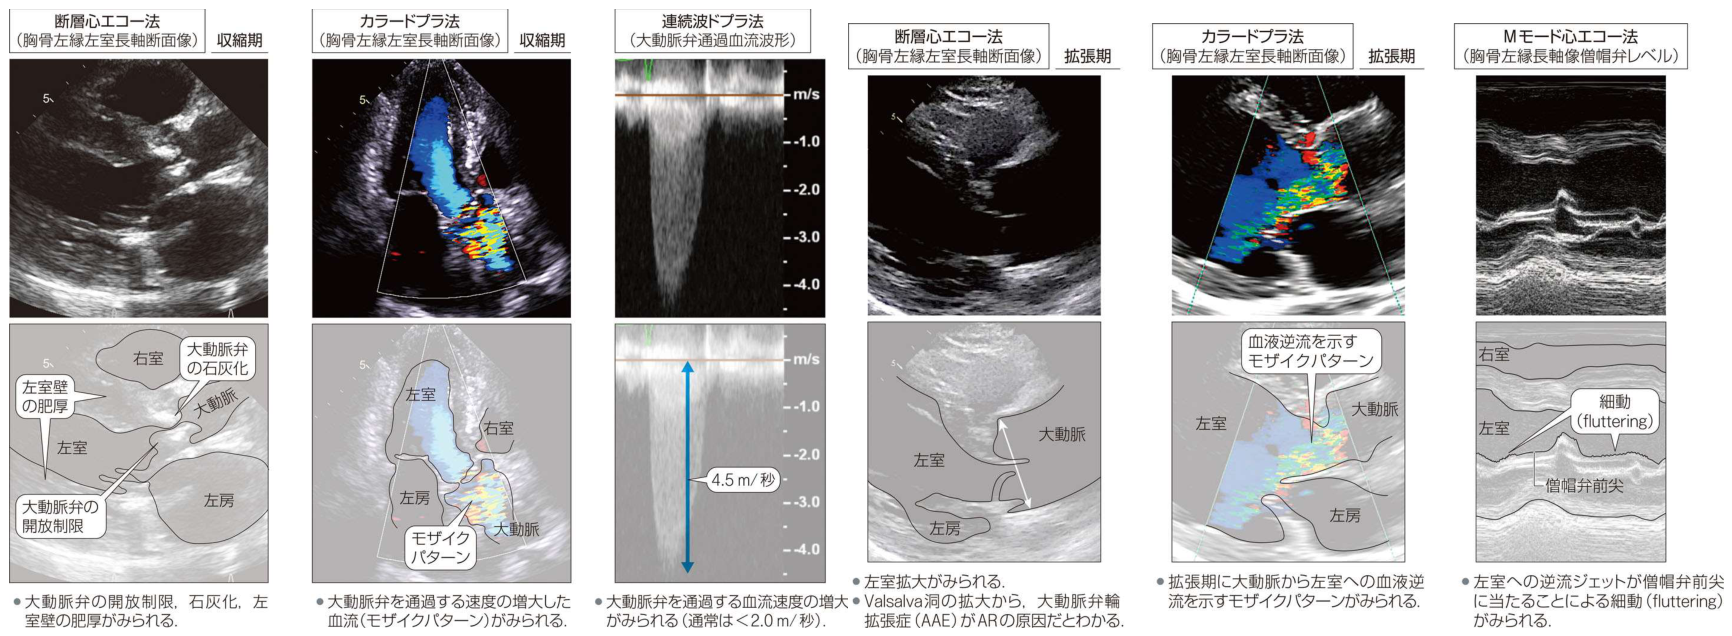 断層心エコー法
(胸骨左縁左室長軸断面像)
収縮期
5
右室
大動脈弁
の石灰化
左室壁
の肥厚
大動脈
左室
大動脈弁の
開放制限
左房
● 大動脈弁の開放制限，石灰化，左
室壁の肥厚がみられる.
カラードプラ法
(胸骨左縁左室長軸断面像)
収縮期
5
5
左室
右室
左房
モザイク
パターン
大動脈
● 大動脈弁を通過する速度の増大した
血流(モザイクパターン)がみられる.
連続波ドプラ法
(大動脈弁通過血流波形)
m/s
-1.0
-2.0
-3.0
-4.0
m/s
-1.0
-2.0
4.5 m/秒
-3.0
-4.0
● 大動脈弁を通過する血流速度の増大
がみられる(通常は<2.0 m/秒).
断層心エコー法
(胸骨左縁左室長軸断面像)
拡張期
5
大動脈
左室
左房
● 左室拡大がみられる.
● Valsalva洞の拡大から，大動脈弁輪
拡張症(AAE)がARの原因だとわかる.
カラードプラ法
(胸骨左縁左室長軸断面像)
拡張期
血液逆流を示す
モザイクパターン
左室
大動脈
左房
● 拡張期に大動脈から左室への血液逆
流を示すモザイクパターンがみられる.
Mモード心エコー法
(胸骨左縁長軸像僧帽弁レベル)
右室
細動
(fluttering)
左室
僧帽弁前尖
● 左室への逆流ジェットが僧帽弁前尖
に当たることによる細動(fluttering)
がみられる.